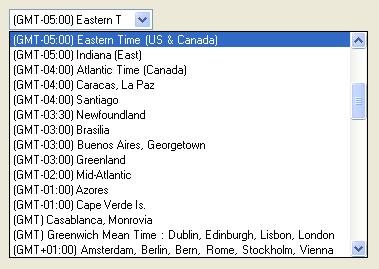 (GMT-05:00) Eastern T
(GMT-05:00) Eastern Time (US & Canada)
(GMT-05:00) Indiana (East)
(GMT-04:00) Atlantic Time (Canada)
(GMT-04:00) Caracas, La Paz
(GMT-04:00) Santiago
(GMT-03:30) Newfoundland
(GMT-03:00) Brasilia
(GMT-03:00) Buenos Aires, Georgetown
(GMT-03:00) Greenland
(GMT-02:00) Mid-Atlantic
(GMT-01:00) Azores
(GMT-01:00) Cape Verde Is.
(GMT) Casablanca, Monrovia
(GMT) Greenwich Mean Time : Dublin, Edinburgh, Lisbon, London
(GMT+01:00) Amsterdam, Berlin, Bern, Rome, Stockholm, Vienna